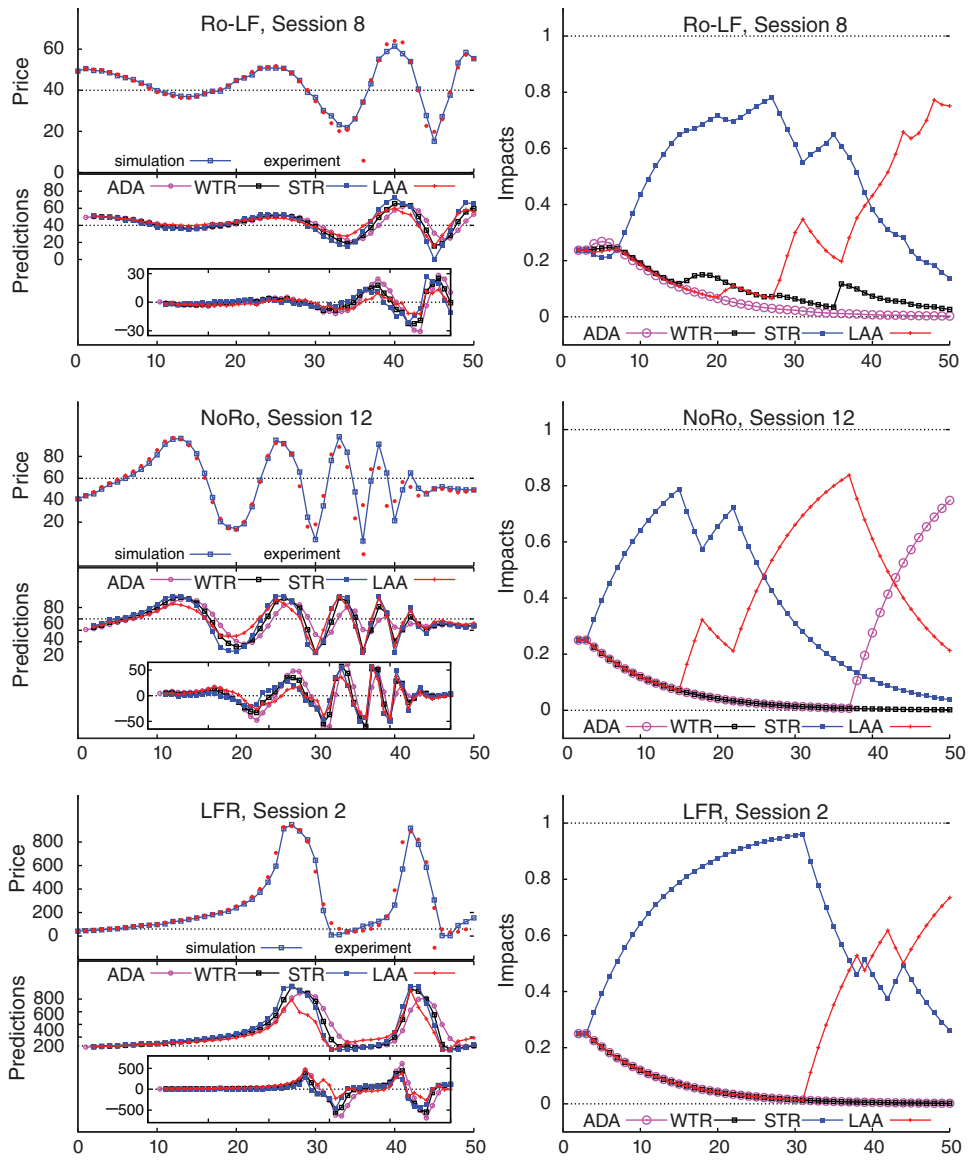 Ro-LF, Session 8
Price
60
40
20
0
simulation experiment
ADA WTR STR LAA
Predictions
80
60
40
20
0
30
0
−30
0 10 20 30 40 50
Ro-LF, Session 8
Impacts
1
0.8
0.6
0.4
0.2
0
ADA WTR STR LAA
0 10 20 30 40 50
NoRo, Session 12
Price
80
60
40
20
simulation experiment
ADA WTR STR LAA
Predictions
80
60
40
20
50
0
−50
0 10 20 30 40 50
NoRo, Session 12
Impacts
1
0.8
0.6
0.4
0.2
0
ADA WTR STR LAA
0 10 20 30 40 50
LFR, Session 2
Price
800
600
400
200
0
simulation experiment
ADA WTR STR LAA
Predictions
800
400
200
500
0
−500
0 10 20 30 40 50
LFR, Session 2
Impacts
1
0.8
0.6
0.4
0.2
0
ADA WTR STR LAA
0 10 20 30 40 50